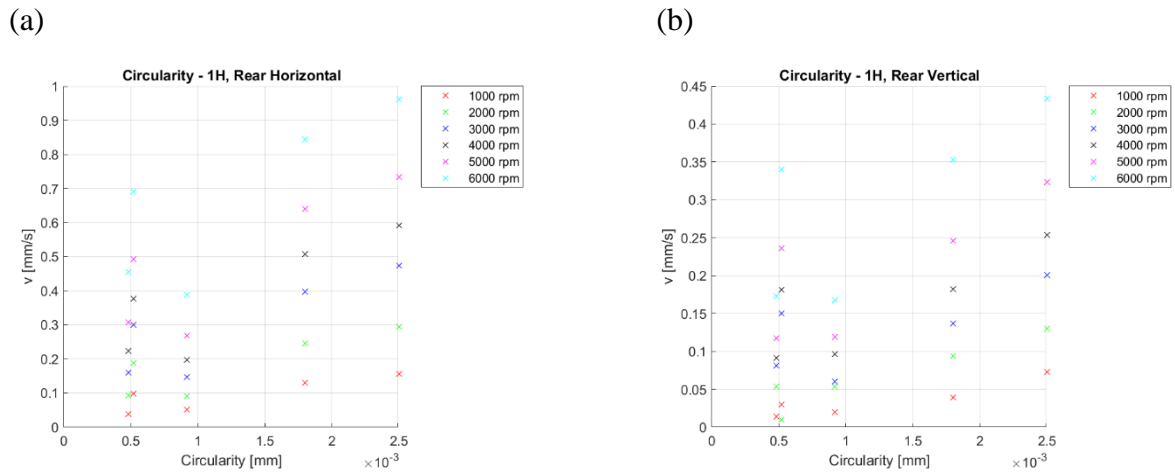 (a)
Circularity - 1H, Rear Horizontal
v [mm/s]
1
0.9
0.8
0.7
0.6
0.5
0.4
0.3
0.2
0.1
0
0 0.5 1 1.5 2 2.5
Circularity [mm]
×10⁻³
1000 rpm
2000 rpm
3000 rpm
4000 rpm
5000 rpm
6000 rpm
(b)
Circularity - 1H, Rear Vertical
v [mm/s]
0.45
0.4
0.35
0.3
0.25
0.2
0.15
0.1
0.05
0
0 0.5 1 1.5 2 2.5
Circularity [mm]
×10⁻³
1000 rpm
2000 rpm
3000 rpm
4000 rpm
5000 rpm
6000 rpm